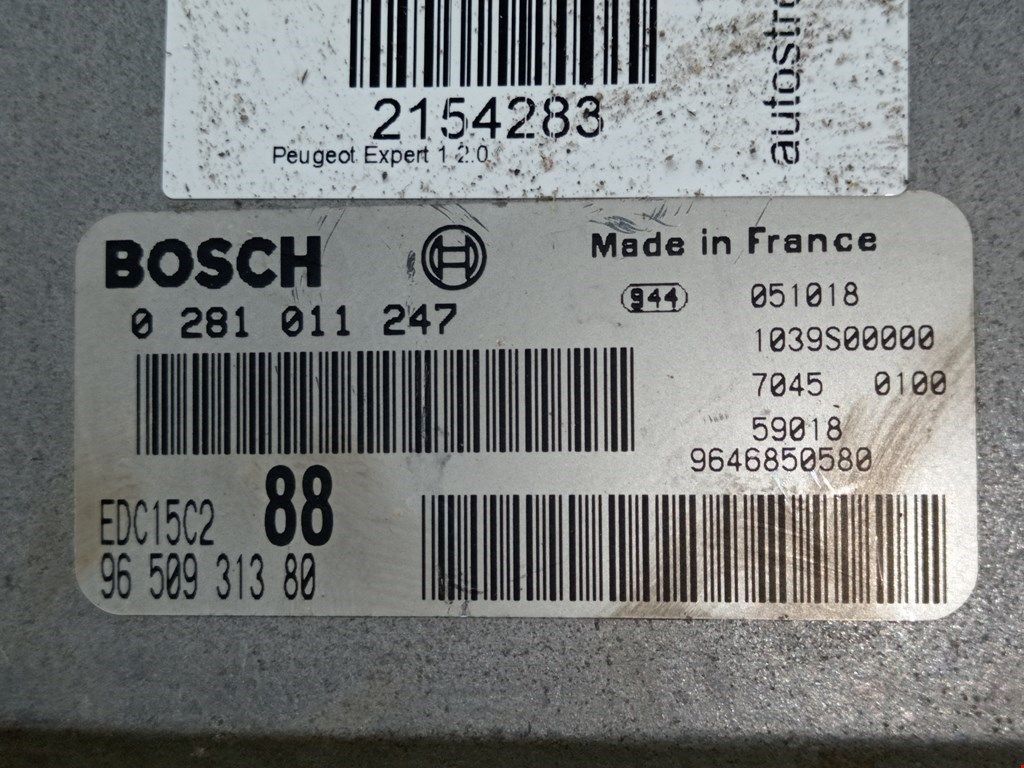 2154283
Peugeot Expert 1 2.0
BOSCH
Made in France
0 281 011 247
944
051018
1039S00000
7045 0100
59018
9646850580
EDC15C2
88
96 509 313 80